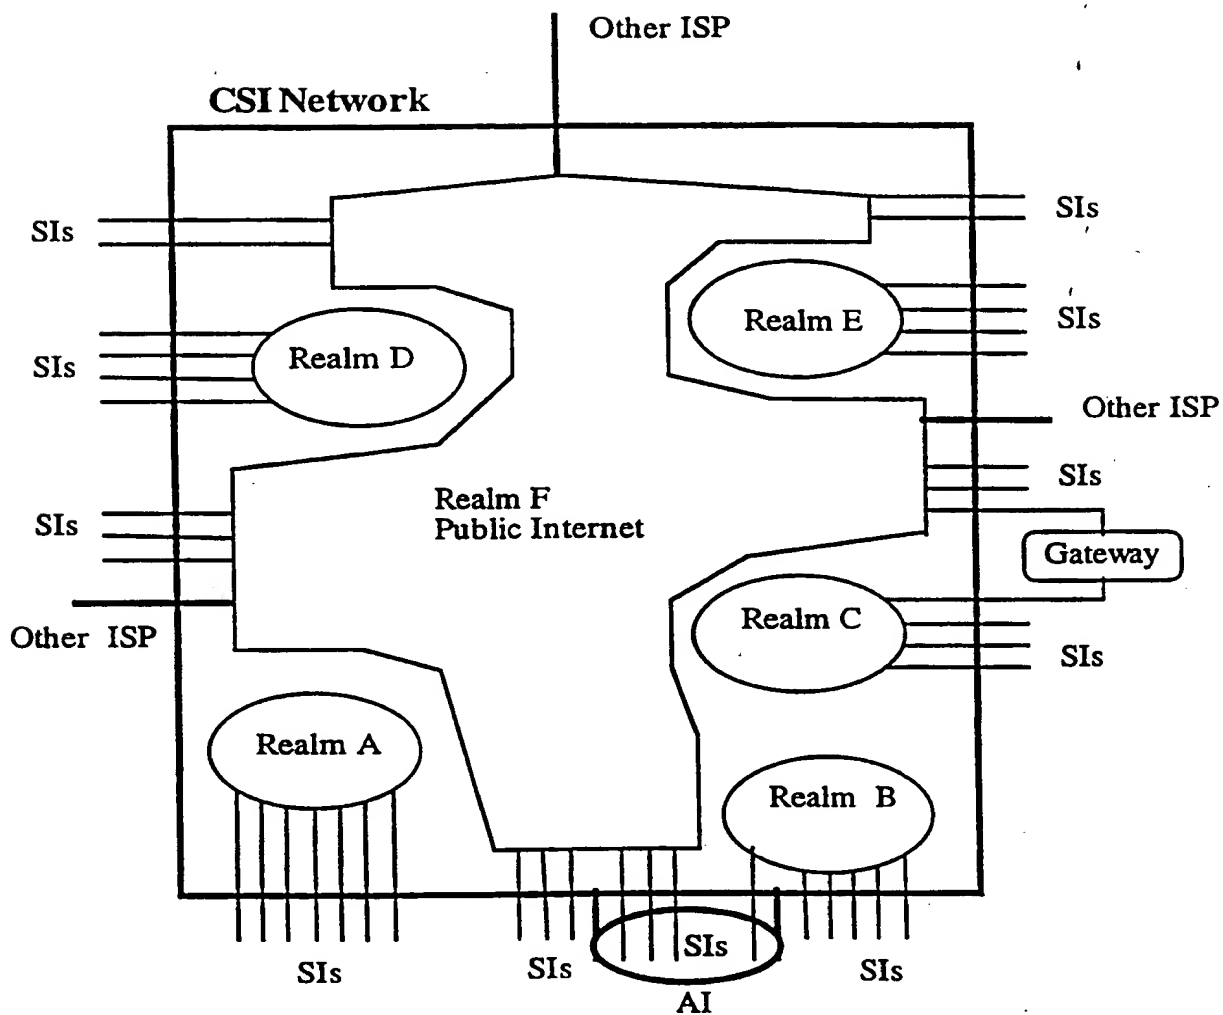 Other ISP
CSI Network
SIs
SIs
SIs
Realm E
SIs
Realm D
SIs
Other ISP
SIs
Realm F
Public Internet
SIs
Gateway
Realm C
Other ISP
SIs
Realm A
Realm B
SIs
SIs
SIs
SIs
AI